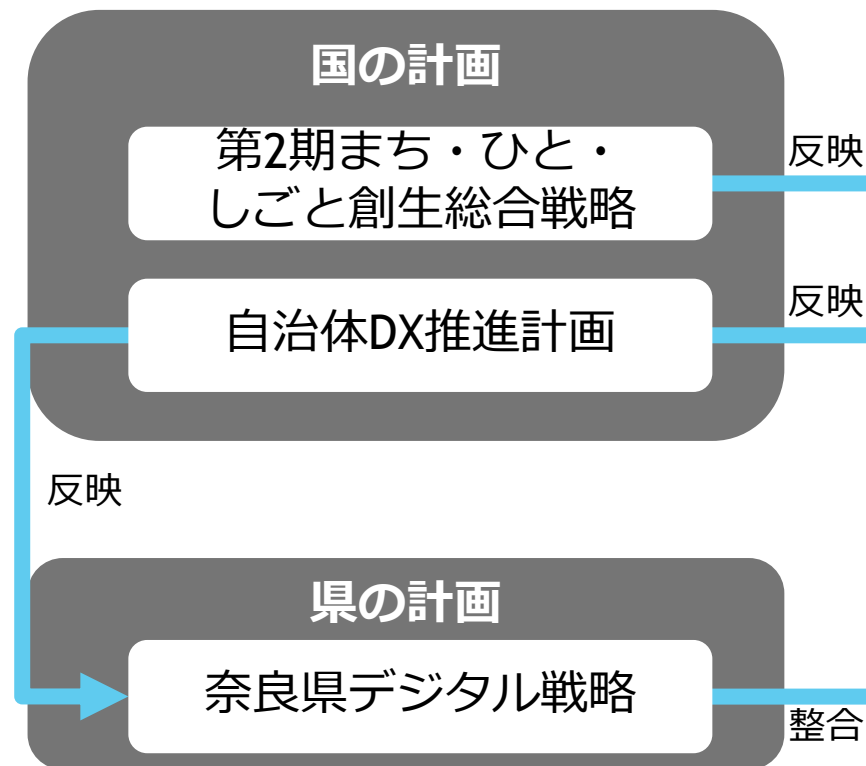 国の計画
第2期まち・ひと・
しごと創生総合戦略
反映
自治体DX推進計画
反映
反映
県の計画
奈良県デジタル戦略
整合